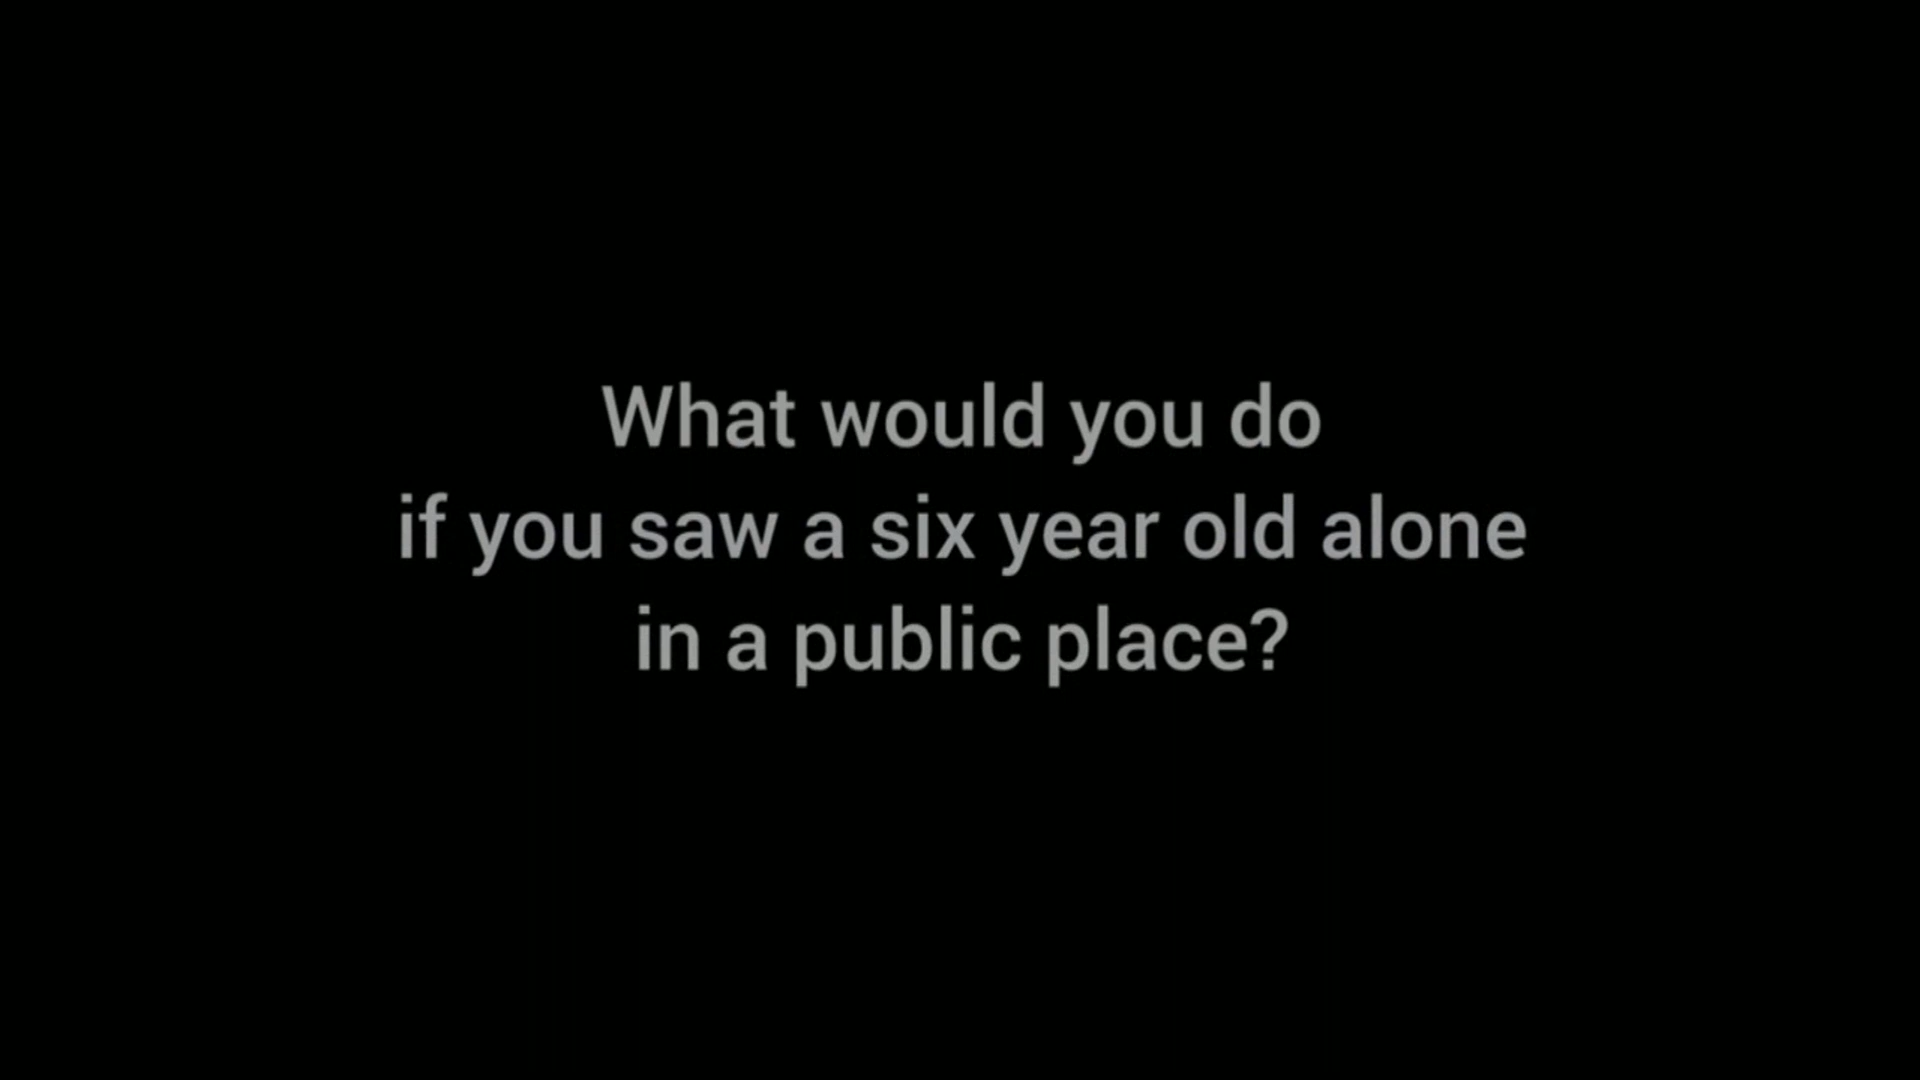 What would you do
if you saw a six year old alone
in a public place?